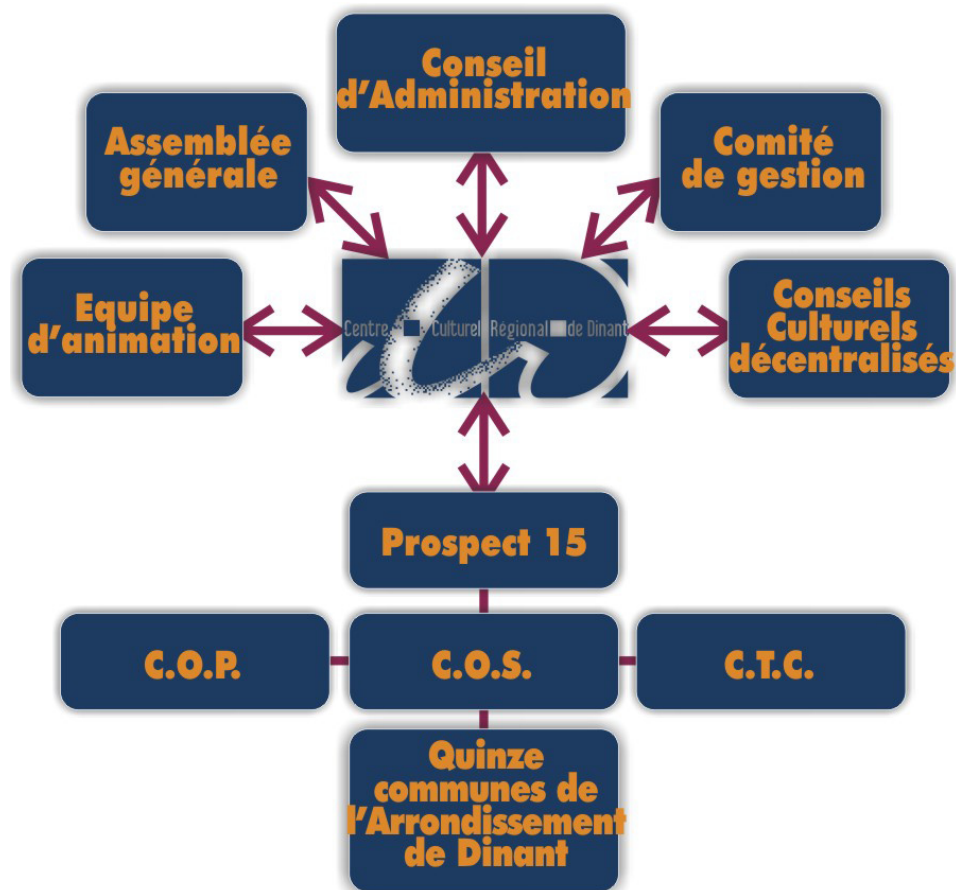 Conseil
d'Administration
Assemblée
générale
Comité
de gestion
Equipe
d'animation
Centre Culturel Régional de Dinant
Conseils
Culturels
décentralisés
Prospect 15
C.O.P.
C.O.S.
C.T.C.
Quinze
communes de
l'Arrondissement
de Dinant